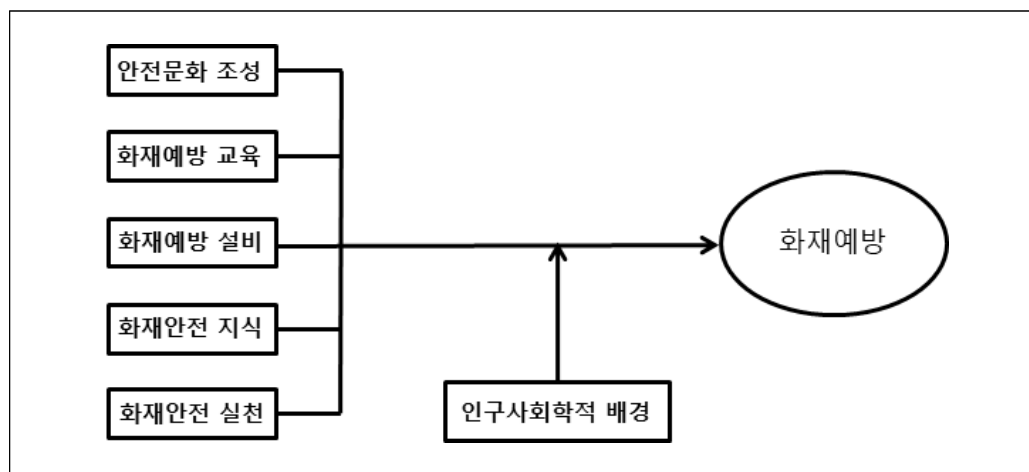 안전문화 조성
화재예방 교육
화재예방 설비
화재예방
화재안전 지식
화재안전 실천
인구사회학적 배경